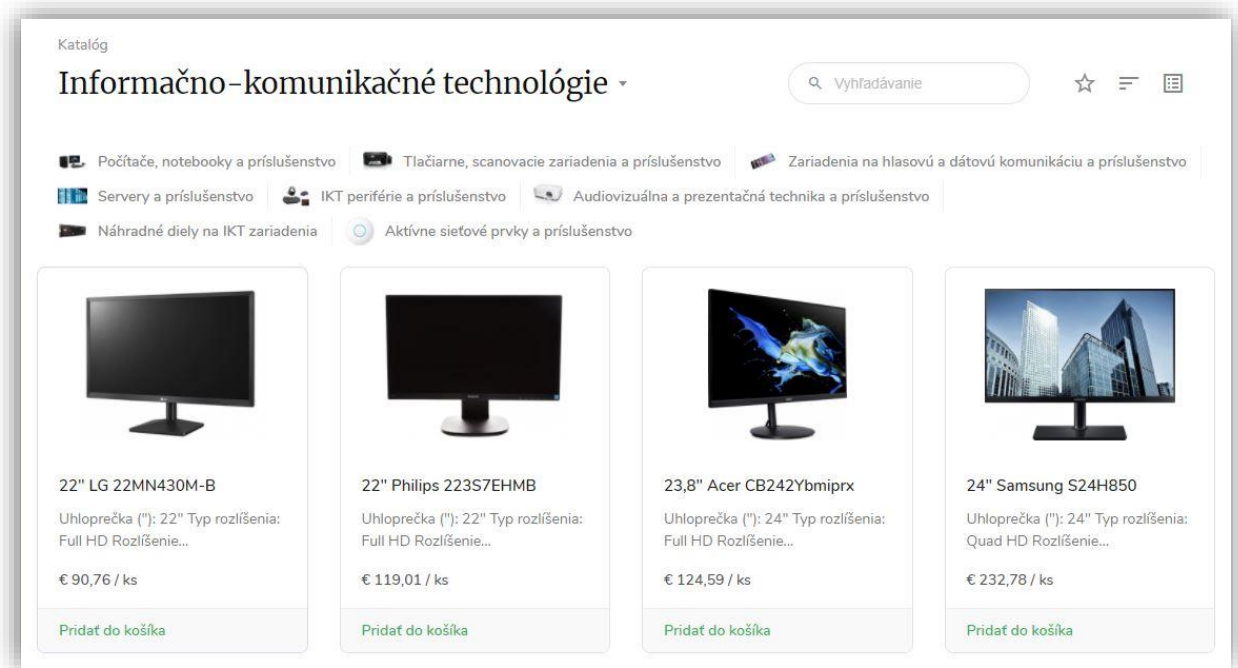 Katalóg
Informačno-komunikačné technológie
Vyhľadávanie
Počítače, notebooky a príslušenstvo
Tlačiarne, scanovacie zariadenia a príslušenstvo
Zariadenia na hlasovú a dátovú komunikáciu a príslušenstvo
Servery a príslušenstvo
IKT periférie a príslušenstvo
Audiovizuálna a prezentačná technika a príslušenstvo
Náhradné diely na IKT zariadenia
Aktívne sieťové prvky a príslušenstvo
22" LG 22MN430M-B
Uhlopriečka ("): 22" Typ rozlíšenia:
Full HD Rozlíšenie...
€ 90,76 / ks
Pridať do košíka
22" Philips 223S7EHMB
Uhlopriečka ("): 22" Typ rozlíšenia:
Full HD Rozlíšenie...
€ 119,01 / ks
Pridať do košíka
23,8" Acer CB242Ybmiprx
Uhlopriečka ("): 24" Typ rozlíšenia:
Full HD Rozlíšenie...
€ 124,59 / ks
Pridať do košíka
24" Samsung S24H850
Uhlopriečka ("): 24" Typ rozlíšenia:
Quad HD Rozlíšenie...
€ 232,78 / ks
Pridať do košíka